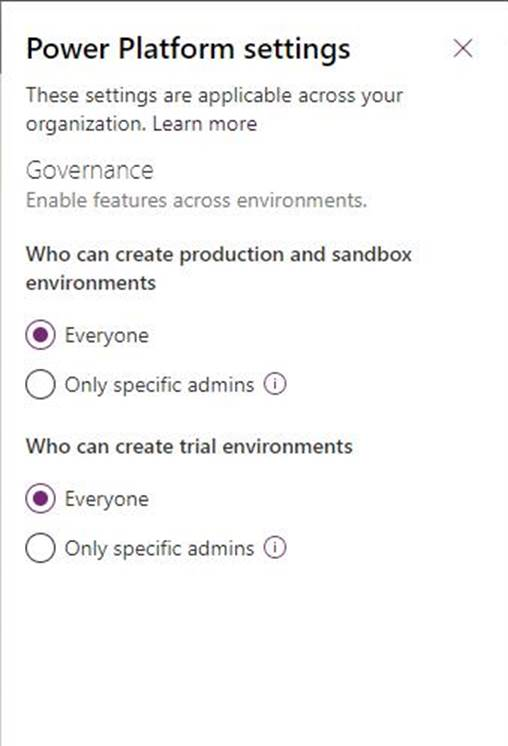 Power Platform settings
These settings are applicable across your
organization. Learn more
Governance
Enable features across environments.
Who can create production and sandbox
environments
Everyone
Only specific admins
Who can create trial environments
Everyone
Only specific admins